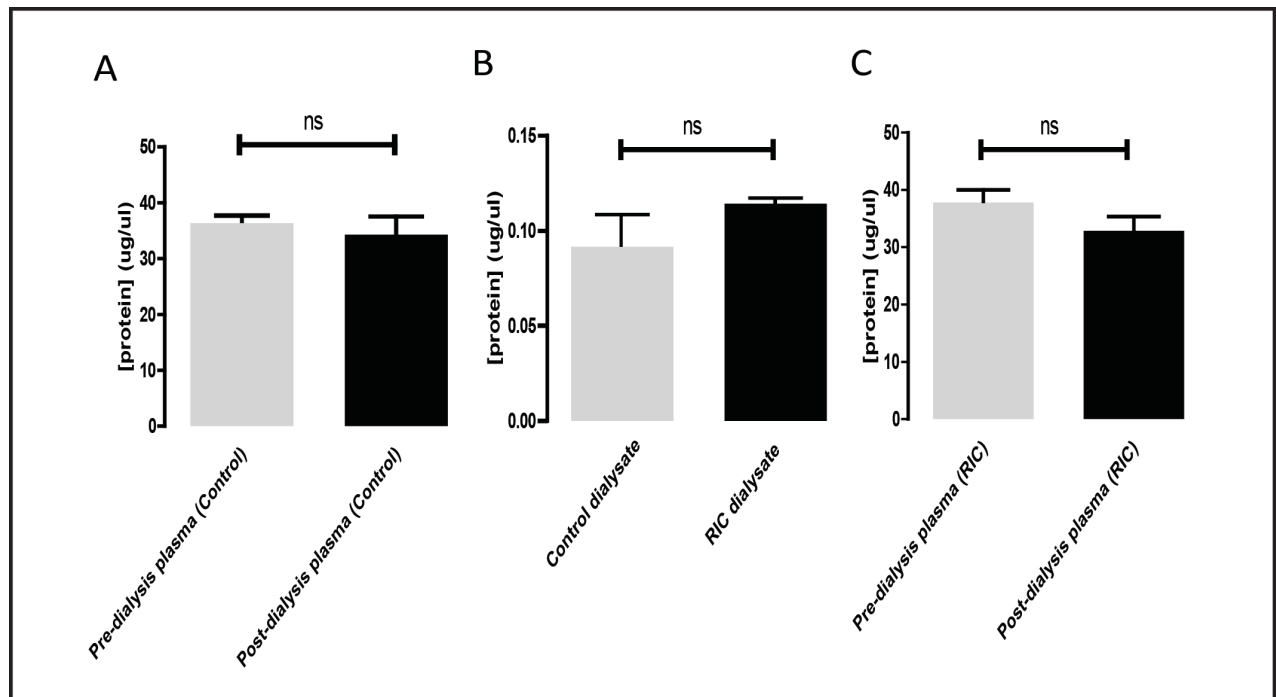 A
ns
50
40
30
20
10
0
[protein] (ug/ul)
Pre-dialysis plasma (Control)
Post-dialysis plasma (Control)
B
ns
0.15
0.10
0.05
0.00
[protein] (ug/ul)
Control dialysate
RIC dialysate
C
ns
50
40
30
20
10
0
[protein] (ug/ul)
Pre-dialysis plasma (RIC)
Post-dialysis plasma (RIC)